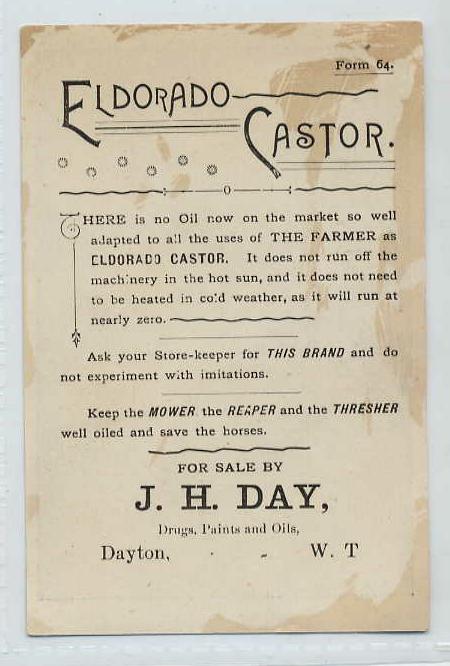 Form 64.
ELDORADO
CASTOR.
THERE is no Oil now on the market so well
adapted to all the uses of THE FARMER as
ELDORADO CASTOR. It does not run off the
machinery in the hot sun, and it does not need
to be heated in cold weather, as it will run at
nearly zero.
Ask your Store-keeper for THIS BRAND and do
not experiment with imitations.
Keep the MOWER the REAPER and the THRESHER
well oiled and save the horses.
FOR SALE BY
J. H. DAY,
Drugs, Paints and Oils,
Dayton, - - W. T